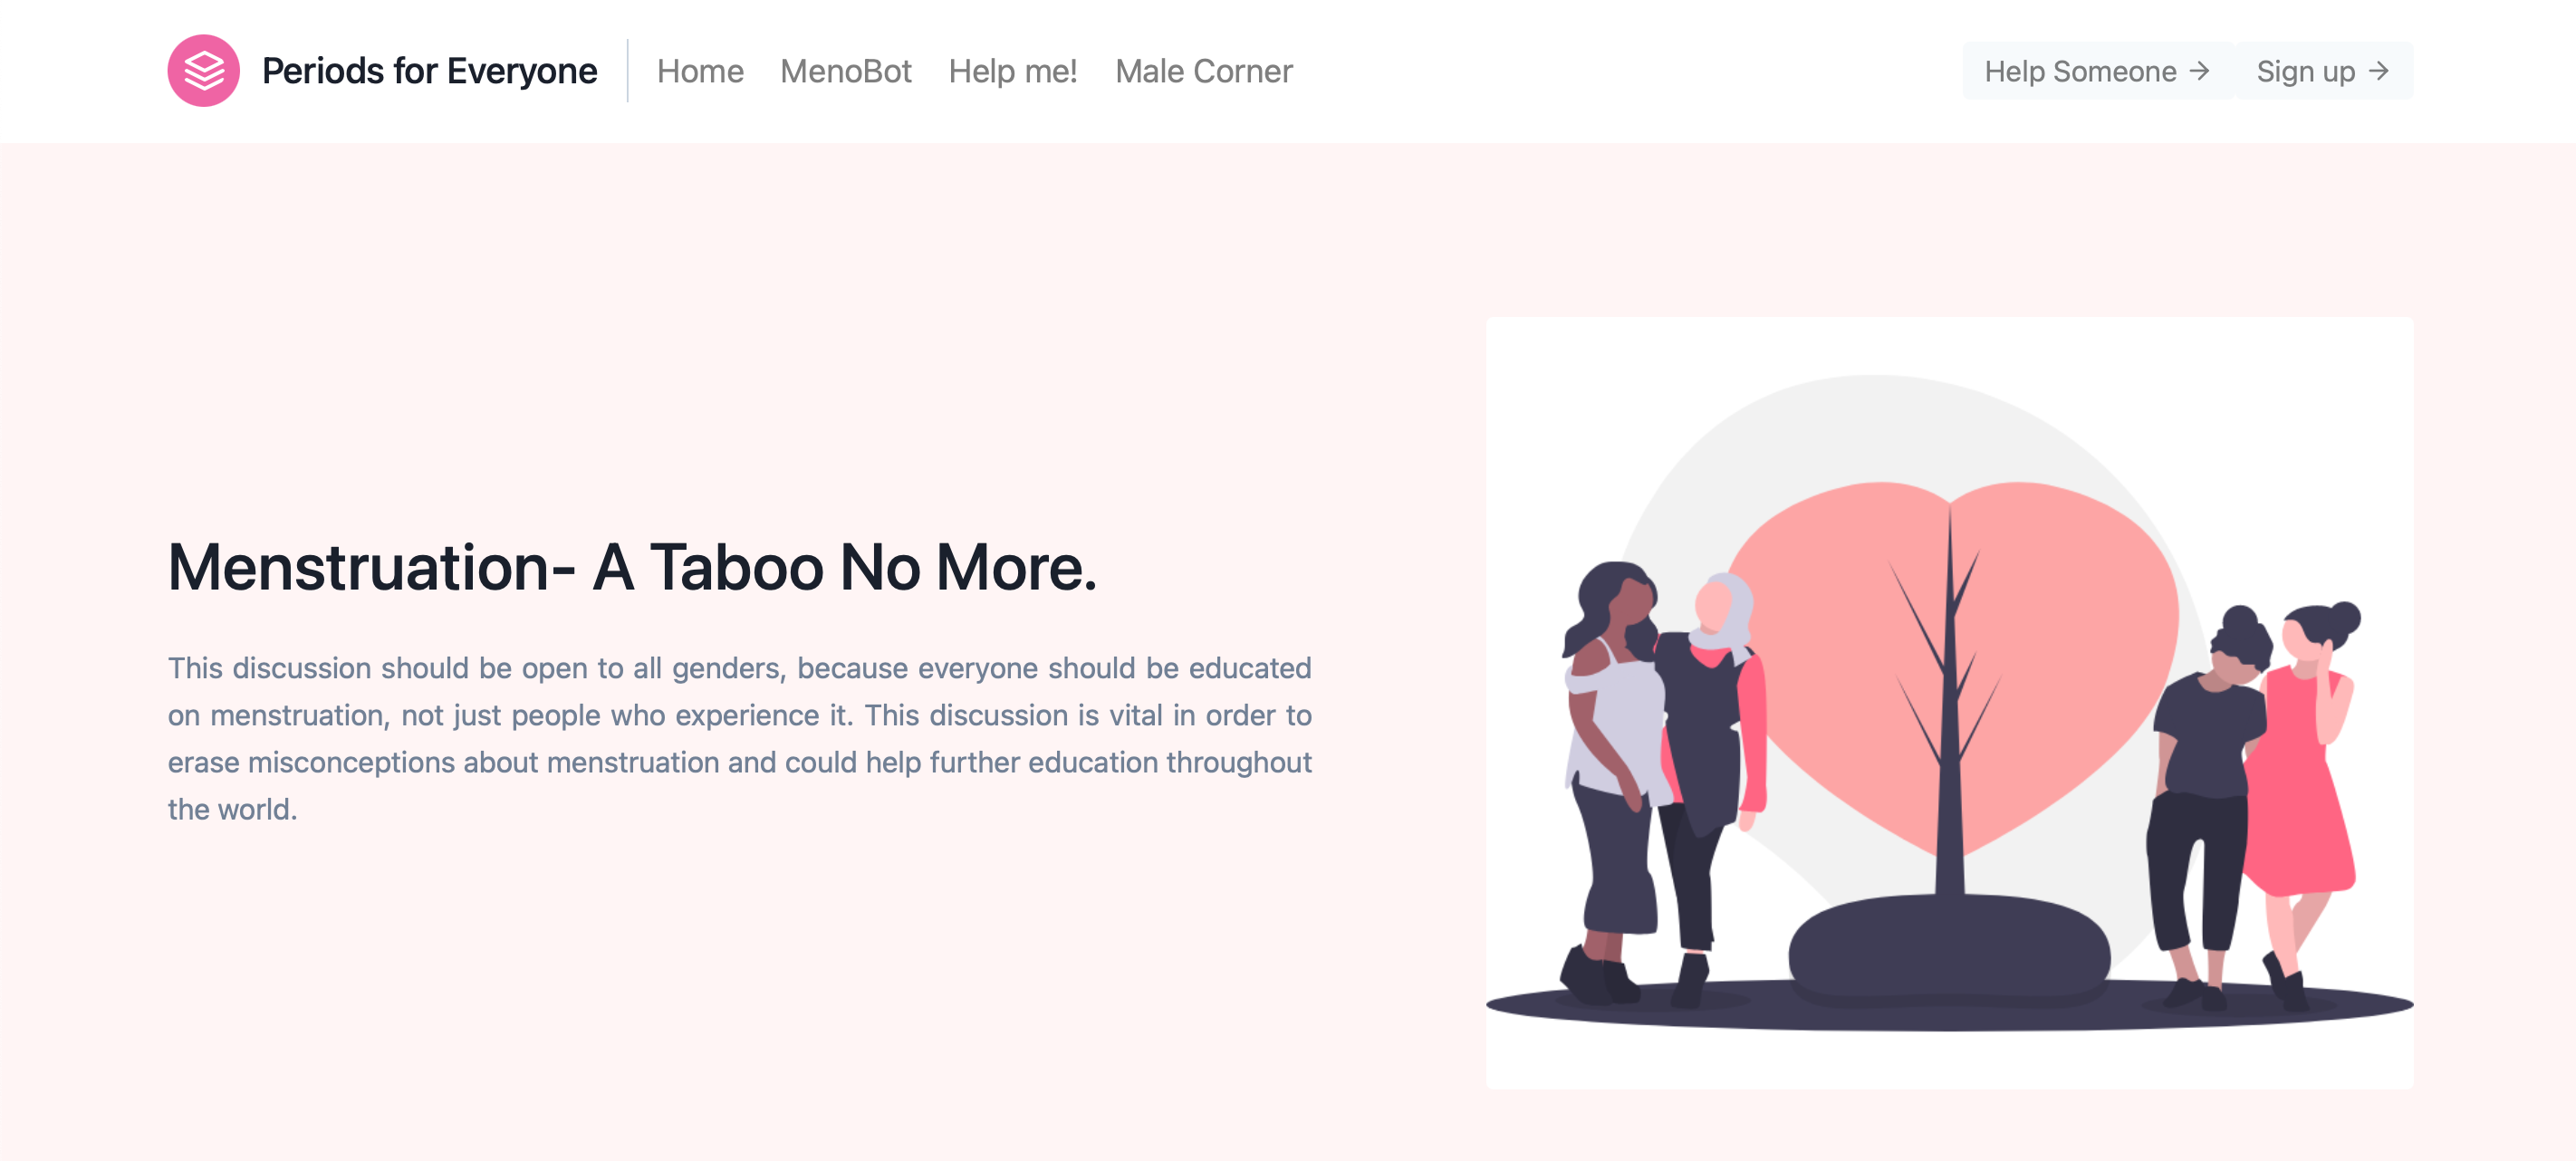 Periods for Everyone
Home MenoBot Help me! Male Corner
Help Someone → Sign up →
Menstruation- A Taboo No More.
This discussion should be open to all genders, because everyone should be educated
on menstruation, not just people who experience it. This discussion is vital in order to
erase misconceptions about menstruation and could help further education throughout
the world.